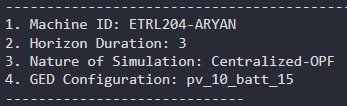 ------------------------------------------------
1. Machine ID: ETRL204-ARYAN
2. Horizon Duration: 3
3. Nature of Simulation: Centralized-OPF
4. GED Configuration: pv_10_batt_15
--------------------------------